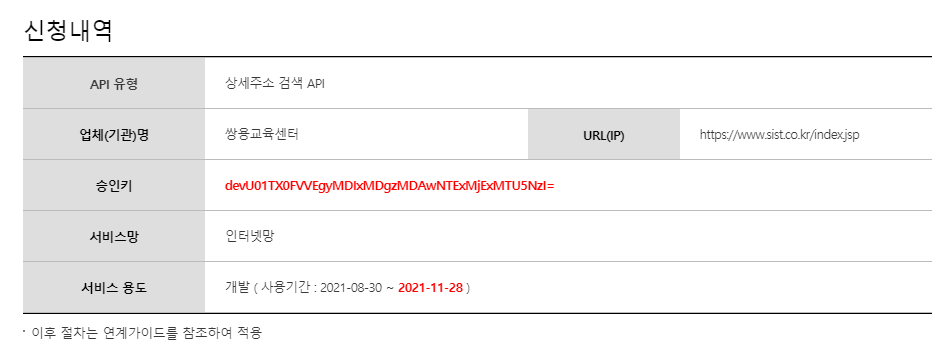 신청내역
API 유형 상세주소 검색 API
업체(기관)명 쌍용교육센터 URL(IP) https://www.sist.co.kr/index.jsp
승인키 devU01TX0FVVEgyMDIxMDgzMDAwNTExMjExMTU5NzI=
서비스망 인터넷망
서비스 용도 개발 ( 사용기간 : 2021-08-30 ~ 2021-11-28 )
· 이후 절차는 연계가이드를 참조하여 적용